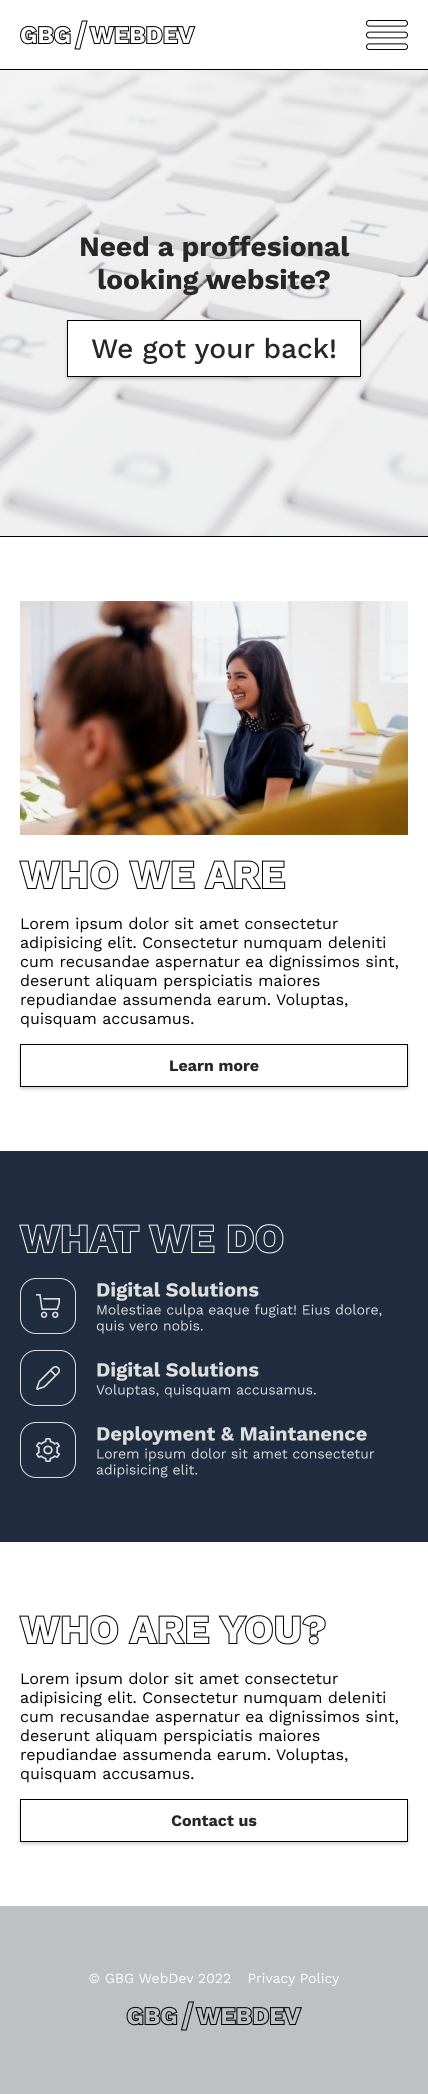 GBG/WEBDEV
Need a proffesional
looking website?
We got your back!
WHO WE ARE
Lorem ipsum dolor sit amet consectetur
adipisicing elit. Consectetur numquam deleniti
cum recusandae aspernatur ea dignissimos sint,
deserunt aliquam perspiciatis maiores
repudiandae assumenda earum. Voluptas,
quisquam accusamus.
Learn more
WHAT WE DO
Digital Solutions
Molestiae culpa eaque fugiat! Eius dolore,
quis vero nobis.
Digital Solutions
Voluptas, quisquam accusamus.
Deployment & Maintanence
Lorem ipsum dolor sit amet consectetur
adipisicing elit.
WHO ARE YOU?
Lorem ipsum dolor sit amet consectetur
adipisicing elit. Consectetur numquam deleniti
cum recusandae aspernatur ea dignissimos sint,
deserunt aliquam perspiciatis maiores
repudiandae assumenda earum. Voluptas,
quisquam accusamus.
Contact us
© GBG WebDev 2022 Privacy Policy
GBG/WEBDEV